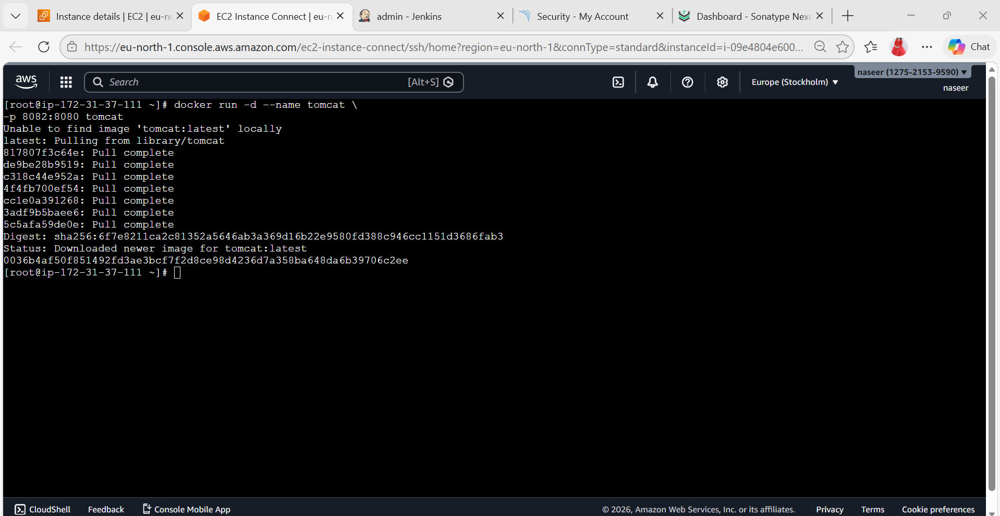 Instance details | EC2 | eu-no
EC2 Instance Connect | eu-n
admin - Jenkins
Security - My Account
Dashboard - Sonatype Nexu
https://eu-north-1.console.aws.amazon.com/ec2-instance-connect/ssh/home?region=eu-north-1&connType=standard&instanceId=i-09e4804e600...
Chat
aws
Search
[Alt+S]
Europe (Stockholm)
naseer (1275-2153-9590)
naseer
[root@ip-172-31-37-111 ~]# docker run -d --name tomcat \
-p 8082:8080 tomcat
Unable to find image 'tomcat:latest' locally
latest: Pulling from library/tomcat
817807f3c64e: Pull complete
de9be28b9519: Pull complete
c318c44e952a: Pull complete
4f4fb700ef54: Pull complete
cc1e0a391268: Pull complete
3adf9b5baee6: Pull complete
5c5afa59de0e: Pull complete
Digest: sha256:6f7e8211ca2c81352a5646ab3a369d16b22e9580fd388c946cc1151d3686fab3
Status: Downloaded newer image for tomcat:latest
0036b4af50f851492fd3ae3bcf7f2d8ce98d4236d7a358ba648da6b39706c2ee
[root@ip-172-31-37-111 ~]#
CloudShell
Feedback
Console Mobile App
© 2026, Amazon Web Services, Inc. or its affiliates.
Privacy
Terms
Cookie preferences